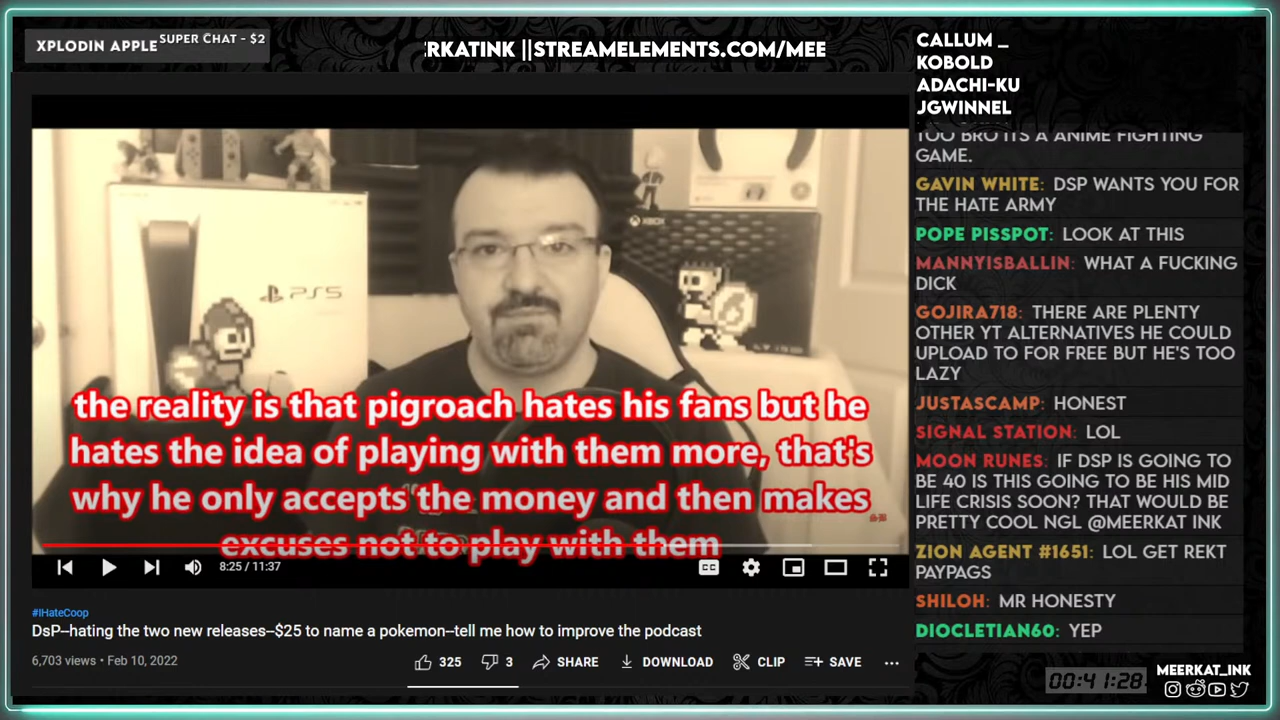 XPLODIN APPLE SUPER CHAT - $2
RKATINK ||STREAMELEMENTS.COM/MEE
CALLUM _
KOBOLD
ADACHI-KU
JGWINNEL
PS5
XBOX
the reality is that pigroach hates his fans but he
hates the idea of playing with them more, that's
why he only accepts the money and then makes
excuses not to play with them
8:25 / 11:37
CC
#IHateCoop
DsP--hating the two new releases--$25 to name a pokemon--tell me how to improve the podcast
6,703 views • Feb 10, 2022
325
3
SHARE
DOWNLOAD
CLIP
SAVE
TOO BRO ITS A ANIME FIGHTING
GAME.
GAVIN WHITE: DSP WANTS YOU FOR
THE HATE ARMY
POPE PISSPOT: LOOK AT THIS
MANNYISBALLIN: WHAT A FUCKING
DICK
GOJIRA718: THERE ARE PLENTY
OTHER YT ALTERNATIVES HE COULD
UPLOAD TO FOR FREE BUT HE'S TOO
LAZY
JUSTASCAMP: HONEST
SIGNAL STATION: LOL
MOON RUNES: IF DSP IS GOING TO
BE 40 IS THIS GOING TO BE HIS MID
LIFE CRISIS SOON? THAT WOULD BE
PRETTY COOL NGL @MEERKAT INK
ZION AGENT #1651: LOL GET REKT
PAYPAGS
SHILOH: MR HONESTY
DIOCLETIAN60: YEP
00:41:28
MEERKAT_INK